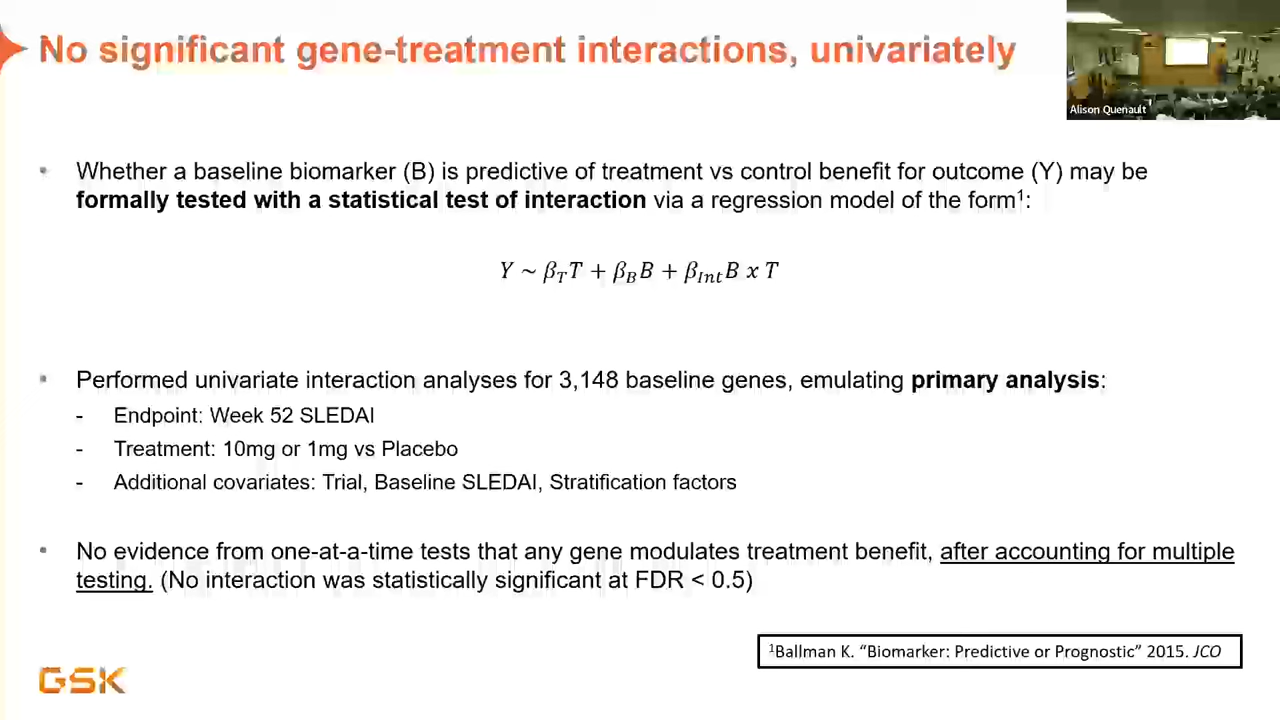 No significant gene-treatment interactions, univariately
Alison Quenault
• Whether a baseline biomarker (B) is predictive of treatment vs control benefit for outcome (Y) may be
formally tested with a statistical test of interaction via a regression model of the form¹:
Y ~ β_T T + β_B B + β_Int B x T
• Performed univariate interaction analyses for 3,148 baseline genes, emulating primary analysis:
- Endpoint: Week 52 SLEDAI
- Treatment: 10mg or 1mg vs Placebo
- Additional covariates: Trial, Baseline SLEDAI, Stratification factors
• No evidence from one-at-a-time tests that any gene modulates treatment benefit, after accounting for multiple
testing. (No interaction was statistically significant at FDR < 0.5)
¹Ballman K. “Biomarker: Predictive or Prognostic” 2015. JCO
GSK